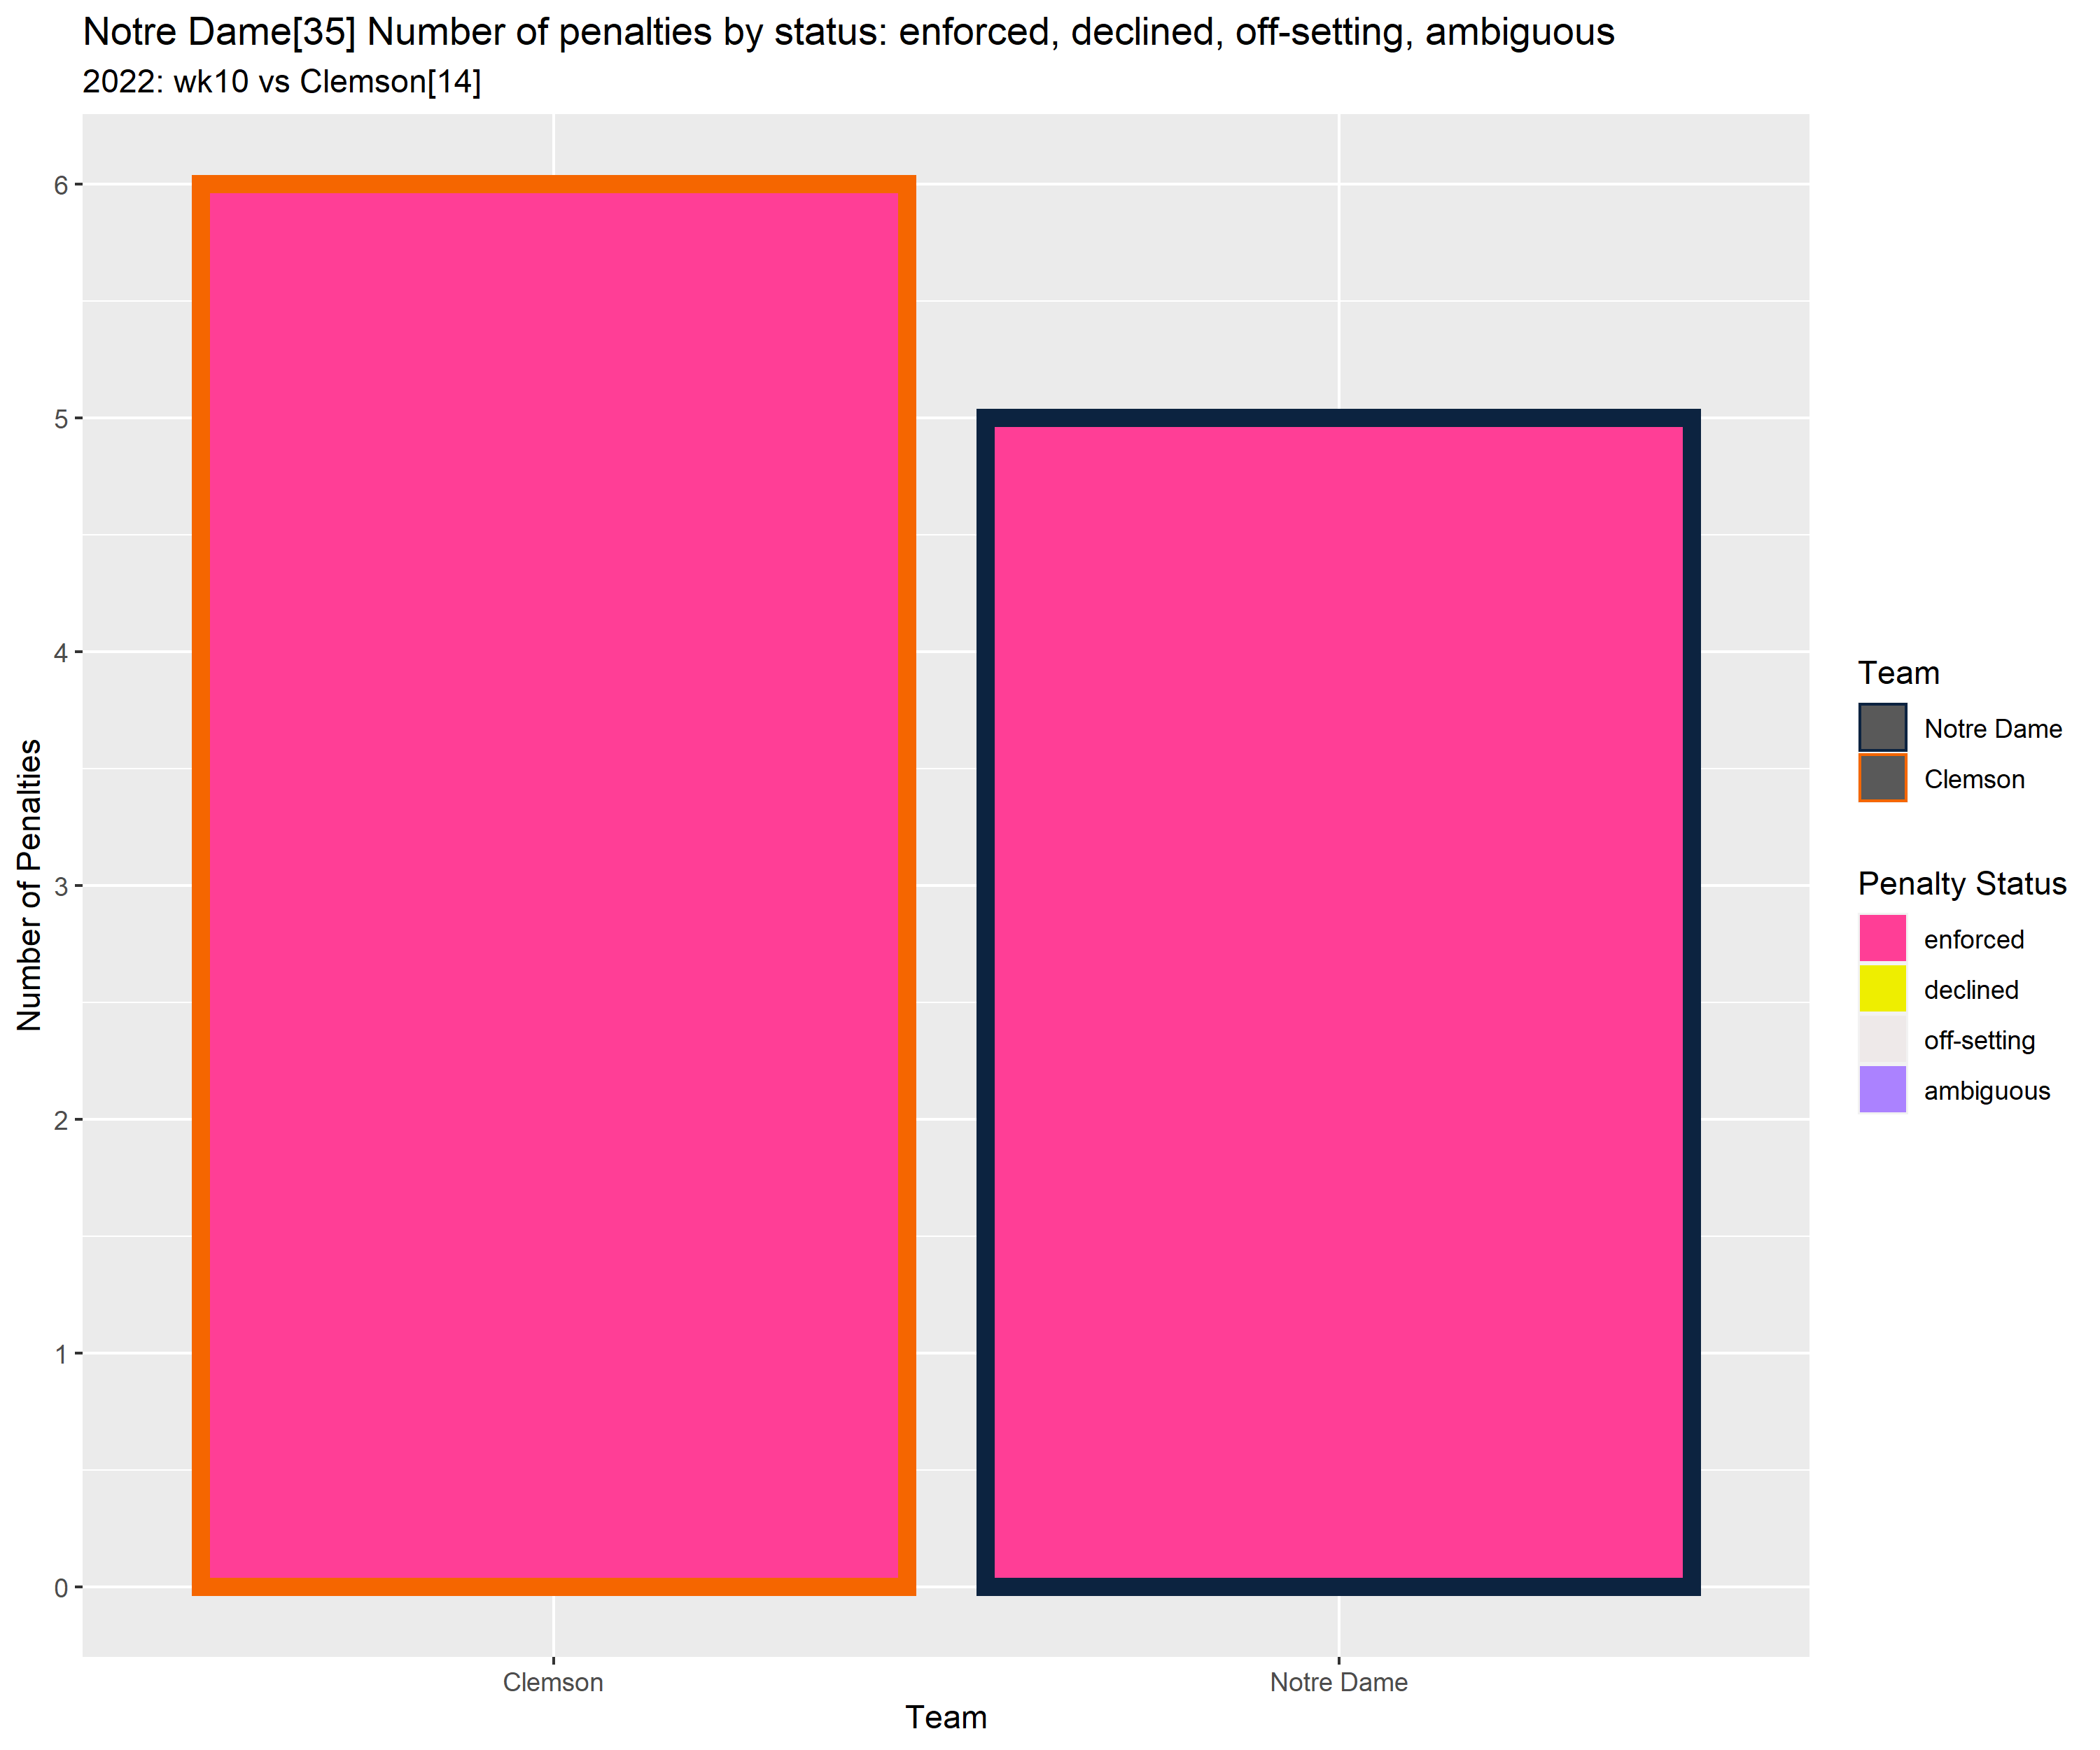 Notre Dame[35] Number of penalties by status: enforced, declined, off-setting, ambiguous
2022: wk10 vs Clemson[14]
Number of Penalties
6
5
4
3
2
1
0
Clemson
Notre Dame
Team
Team
Notre Dame
Clemson
Penalty Status
enforced
declined
off-setting
ambiguous